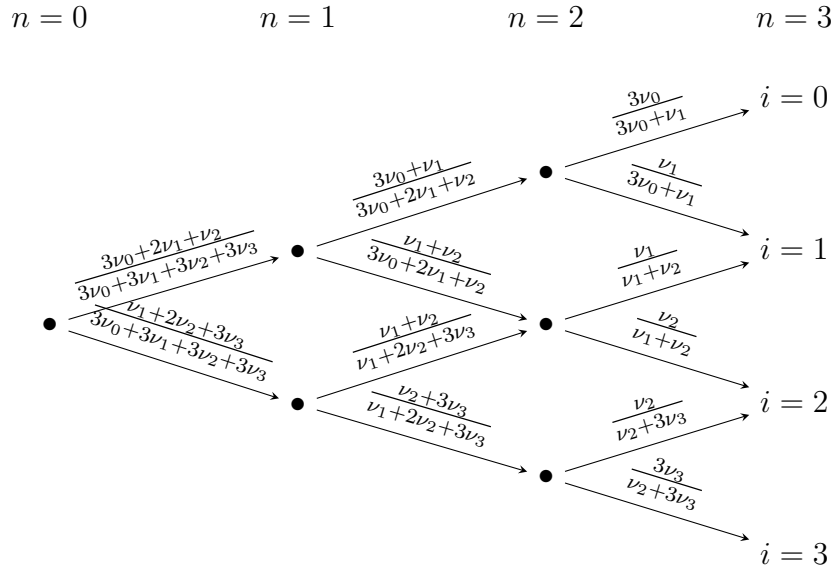 n = 0
n = 1
n = 2
n = 3
i = 0
3ν₀
3ν₀+ν₁
ν₁
3ν₀+ν₁
3ν₀+ν₁
3ν₀+2ν₁+ν₂
3ν₀+2ν₁+ν₂
3ν₀+3ν₁+3ν₂+3ν₃
ν₁+ν₂
3ν₀+2ν₁+ν₂
ν₁
ν₁+ν₂
i = 1
ν₁+2ν₂+3ν₃
3ν₀+3ν₁+3ν₂+3ν₃
ν₁+ν₂
ν₁+2ν₂+3ν₃
ν₂
ν₁+ν₂
ν₂+3ν₃
ν₁+2ν₂+3ν₃
ν₂
ν₂+3ν₃
i = 2
3ν₃
ν₂+3ν₃
i = 3